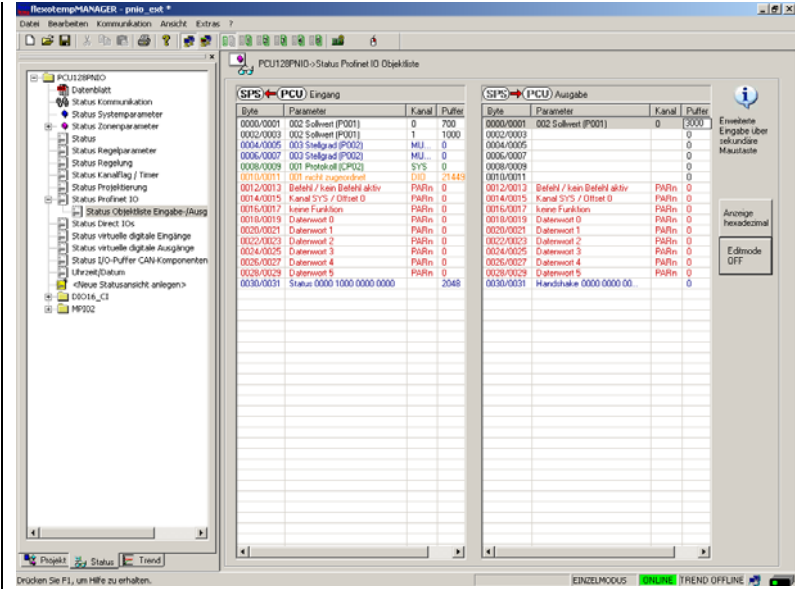 flexotempMANAGER - pnio_ext *
Datei Bearbeiten Kommunikation Ansicht Extras ?
PCU128PNIO->Status Profinet IO Objektliste
PCU128PNIO
Datenblatt
Status Kommunikation
Status Systemparameter
Status Zonenparameter
Status
Status Regelparameter
Status Regelung
Status Kanalflag / Timer
Status Projektierung
Status Profinet IO
Status Objektliste Eingabe-/Ausg
Status Direct IOs
Status virtuelle digitale Eingänge
Status virtuelle digitale Ausgänge
Status I/O-Puffer CAN-Komponenten
Uhrzeit/Datum
<Neue Statusansicht anlegen>
DIO16_CI
MPI02
SPS PCU Eingang
Byte Parameter Kanal Puffer
0000/0001 002 Sollwert (P001) 0 700
0002/0003 002 Sollwert (P001) 1 1000
0004/0005 003 Stellgrad (P002) MU... 0
0006/0007 003 Stellgrad (P002) MU... 0
0008/0009 001 Protokoll (CP02) SYS 0
0010/0011 001 nicht zugeordnet DIO 21449
0012/0013 Befehl / kein Befehl aktiv PARn 0
0014/0015 Kanal SYS / Offset 0 PARn 0
0016/0017 keine Funktion PARn 0
0018/0019 Datenwort 0 PARn 0
0020/0021 Datenwort 1 PARn 0
0022/0023 Datenwort 2 PARn 0
0024/0025 Datenwort 3 PARn 0
0026/0027 Datenwort 4 PARn 0
0028/0029 Datenwort 5 PARn 0
0030/0031 Status 0000 1000 0000 0000 2048
SPS PCU Ausgabe
Byte Parameter Kanal Puffer
0000/0001 002 Sollwert (P001) 0 3000
0002/0003 0
0004/0005 0
0006/0007 0
0008/0009 0
0010/0011 0
0012/0013 Befehl / kein Befehl aktiv PARn 0
0014/0015 Kanal SYS / Offset 0 PARn 0
0016/0017 keine Funktion PARn 0
0018/0019 Datenwort 0 PARn 0
0020/0021 Datenwort 1 PARn 0
0022/0023 Datenwort 2 PARn 0
0024/0025 Datenwort 3 PARn 0
0026/0027 Datenwort 4 PARn 0
0028/0029 Datenwort 5 PARn 0
0030/0031 Handshake 0000 0000 00... 0
Erweiterte
Eingabe über
sekundäre
Maustaste
Anzeige
hexadezimal
Editmode
OFF
Projekt Status Trend
Drücken Sie F1, um Hilfe zu erhalten.
EINZELMODUS ONLINE TREND OFFLINE